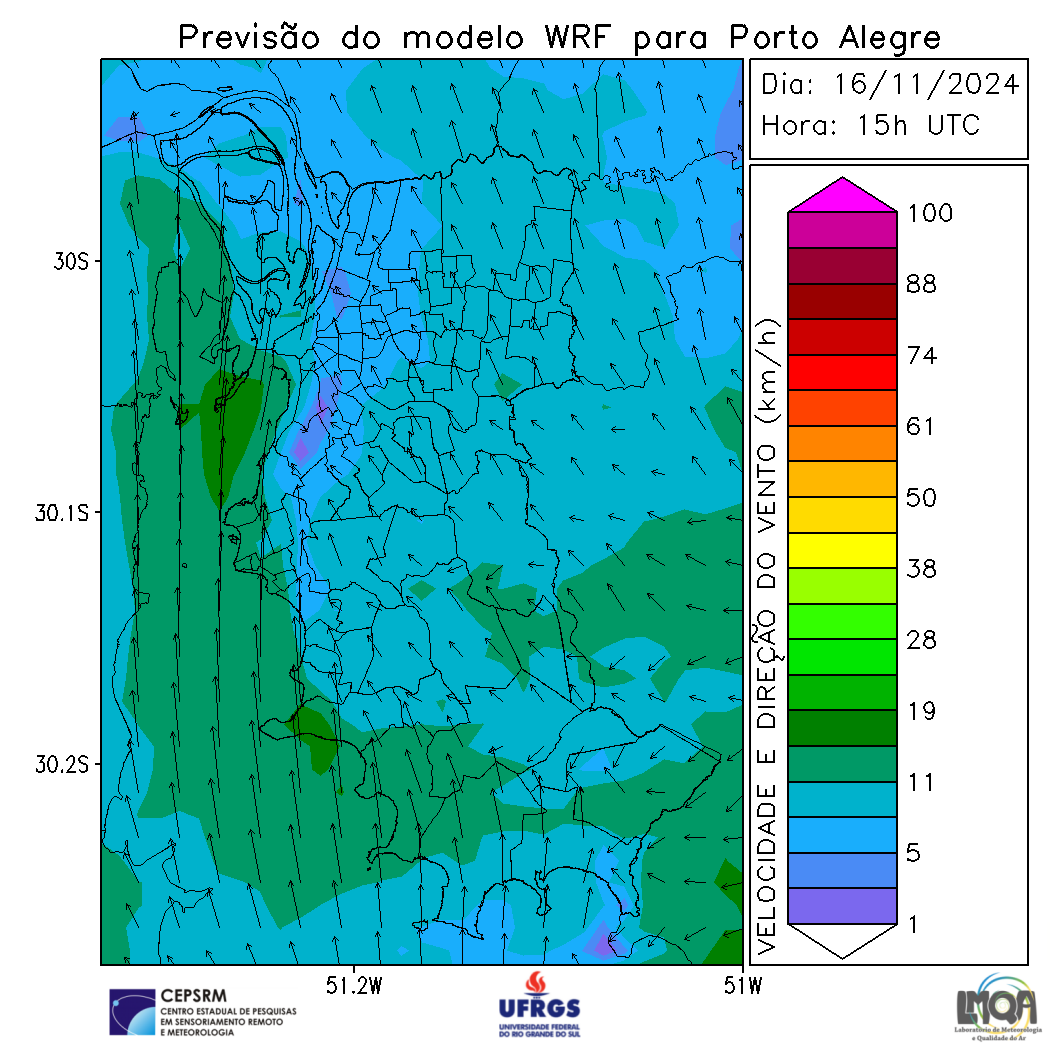 Previsão do modelo WRF para Porto Alegre
Dia: 16/11/2024
Hora: 15h UTC
30S
30.1S
30.2S
51.2W
51W
VELOCIDADE E DIREÇÃO DO VENTO (km/h)
100
88
74
61
50
38
28
19
11
5
1
CEPSRM
CENTRO ESTADUAL DE PESQUISAS
EM SENSORIAMENTO REMOTO
E METEOROLOGIA
UFRGS
UNIVERSIDADE FEDERAL
DO RIO GRANDE DO SUL
LMQA
Laboratório de Meteorologia
e Qualidade do Ar